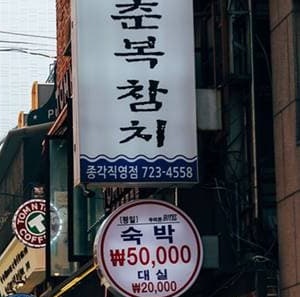 춘복참치
종각직영점 723-4558
TOM N TOMS
COFFEE
[평일]
숙박
₩50,000
대실
₩20,000